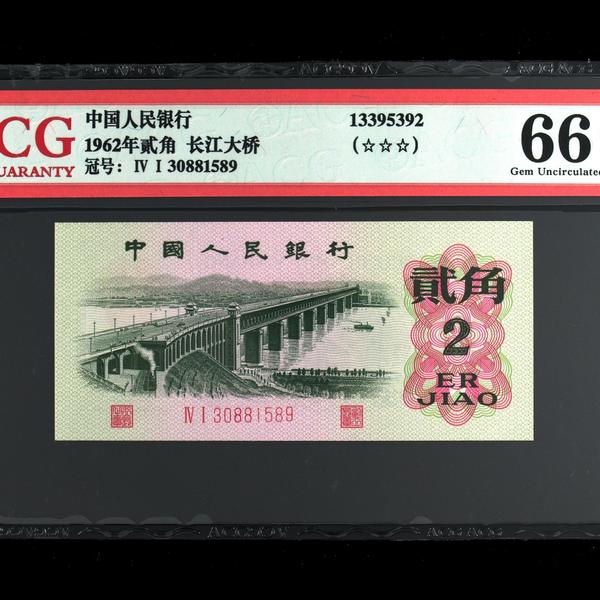 CG
UARANTY
中国人民银行
1962年贰角 长江大桥
冠号: Ⅳ Ⅰ 30881589
13395392
(☆☆☆)
66
Gem Uncirculated
中國人民銀行
貳角
2
ER
JIAO
Ⅳ Ⅰ 30881589